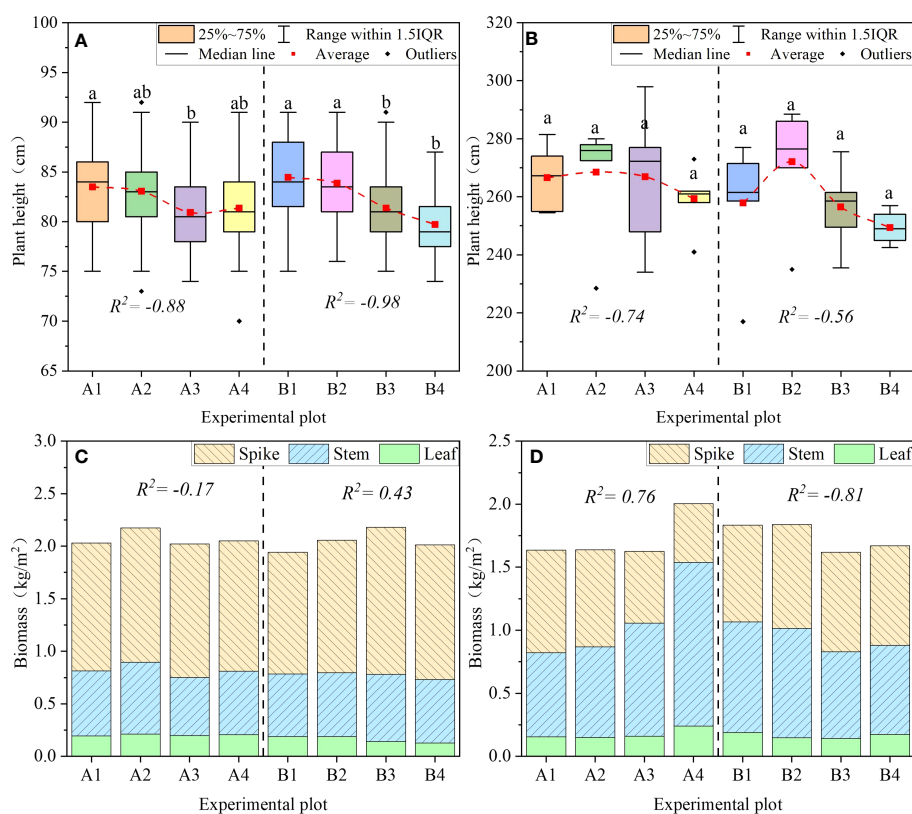 A
25%~75% Range within 1.5IQR
Median line Average Outliers
Plant height（cm）
100
95
90
85
80
75
70
65
a ab b ab a a b b
R² = -0.88 R² = -0.98
A1 A2 A3 A4 B1 B2 B3 B4
Experimental plot
B
25%~75% Range within 1.5IQR
Median line Average Outliers
Plant height（cm）
320
300
280
260
240
220
200
a a a a a a a a
R² = -0.74 R² = -0.56
A1 A2 A3 A4 B1 B2 B3 B4
Experimental plot
C
Spike Stem Leaf
Biomass（kg/m²）
3.0
2.5
2.0
1.5
1.0
0.5
0.0
R² = -0.17 R² = 0.43
A1 A2 A3 A4 B1 B2 B3 B4
Experimental plot
D
Spike Stem Leaf
Biomass（kg/m²）
2.5
2.0
1.5
1.0
0.5
0.0
R² = 0.76 R² = -0.81
A1 A2 A3 A4 B1 B2 B3 B4
Experimental plot